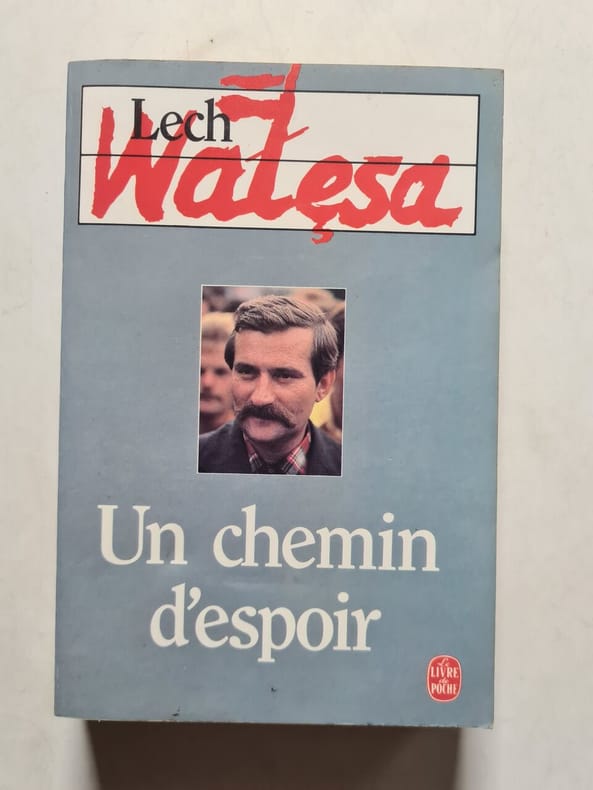 Lech
Wałęsa
Un chemin
d'espoir
Le
LIVRE
de
POCHE